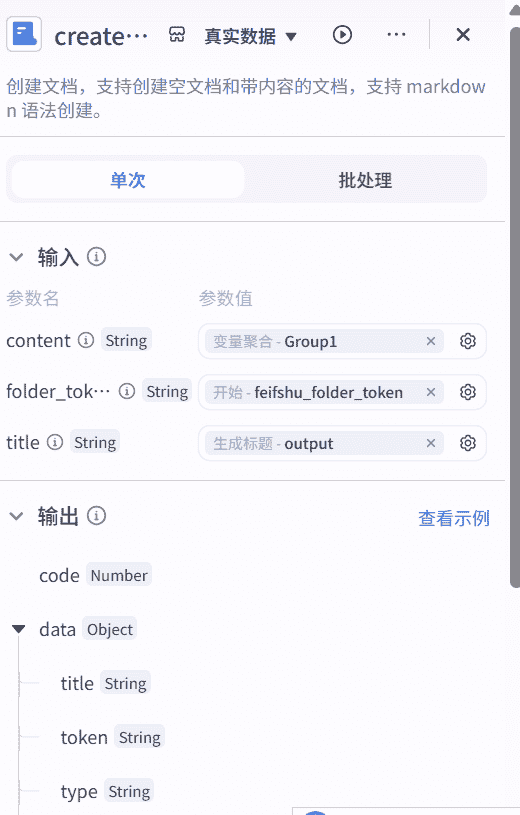 create··· 真实数据
创建文档，支持创建空文档和带内容的文档，支持 markdow
n 语法创建。
单次 批处理
输入
参数名 参数值
content String 变量聚合 - Group1
folder_tok··· String 开始 - feifshu_folder_token
title String 生成标题 - output
输出 查看示例
code Number
data Object
title String
token String
type String